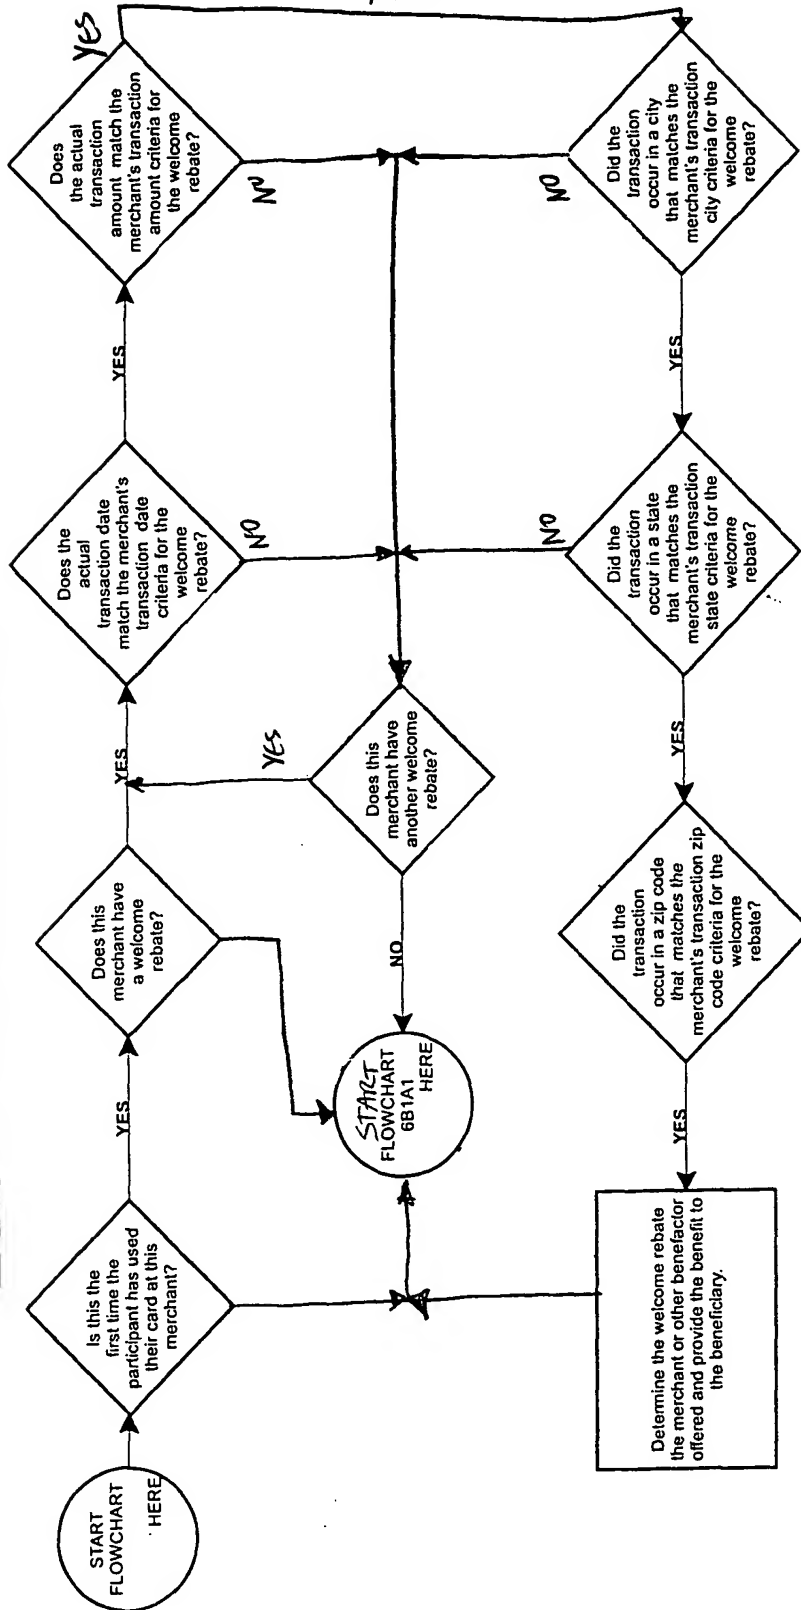 START
FLOWCHART
HERE
Is this the
first time the
participant has used
their card at this
merchant?
YES
Does this
merchant have
a welcome
rebate?
YES
Does the
actual
transaction date
match the merchant's
transaction date
criteria for the
welcome
rebate?
YES
NO
Does
the actual
transaction
amount match the
merchant's transaction
amount criteria for
the welcome
rebate?
YES
NO
Did the
transaction
occur in a city
that matches the
merchant's transaction
city criteria for the
welcome
rebate?
NO
YES
Did the
transaction
occur in a state
that matches the
merchant's transaction
state criteria for the
welcome
rebate?
NO
YES
Did the
transaction
occur in a zip code
that matches the
merchant's transaction zip
code criteria for the
welcome
rebate?
YES
Determine the welcome rebate
the merchant or other benefactor
offered and provide the benefit to
the beneficiary.
Does this
merchant have
another welcome
rebate?
YES
NO
START
FLOWCHART
6B1A1
HERE